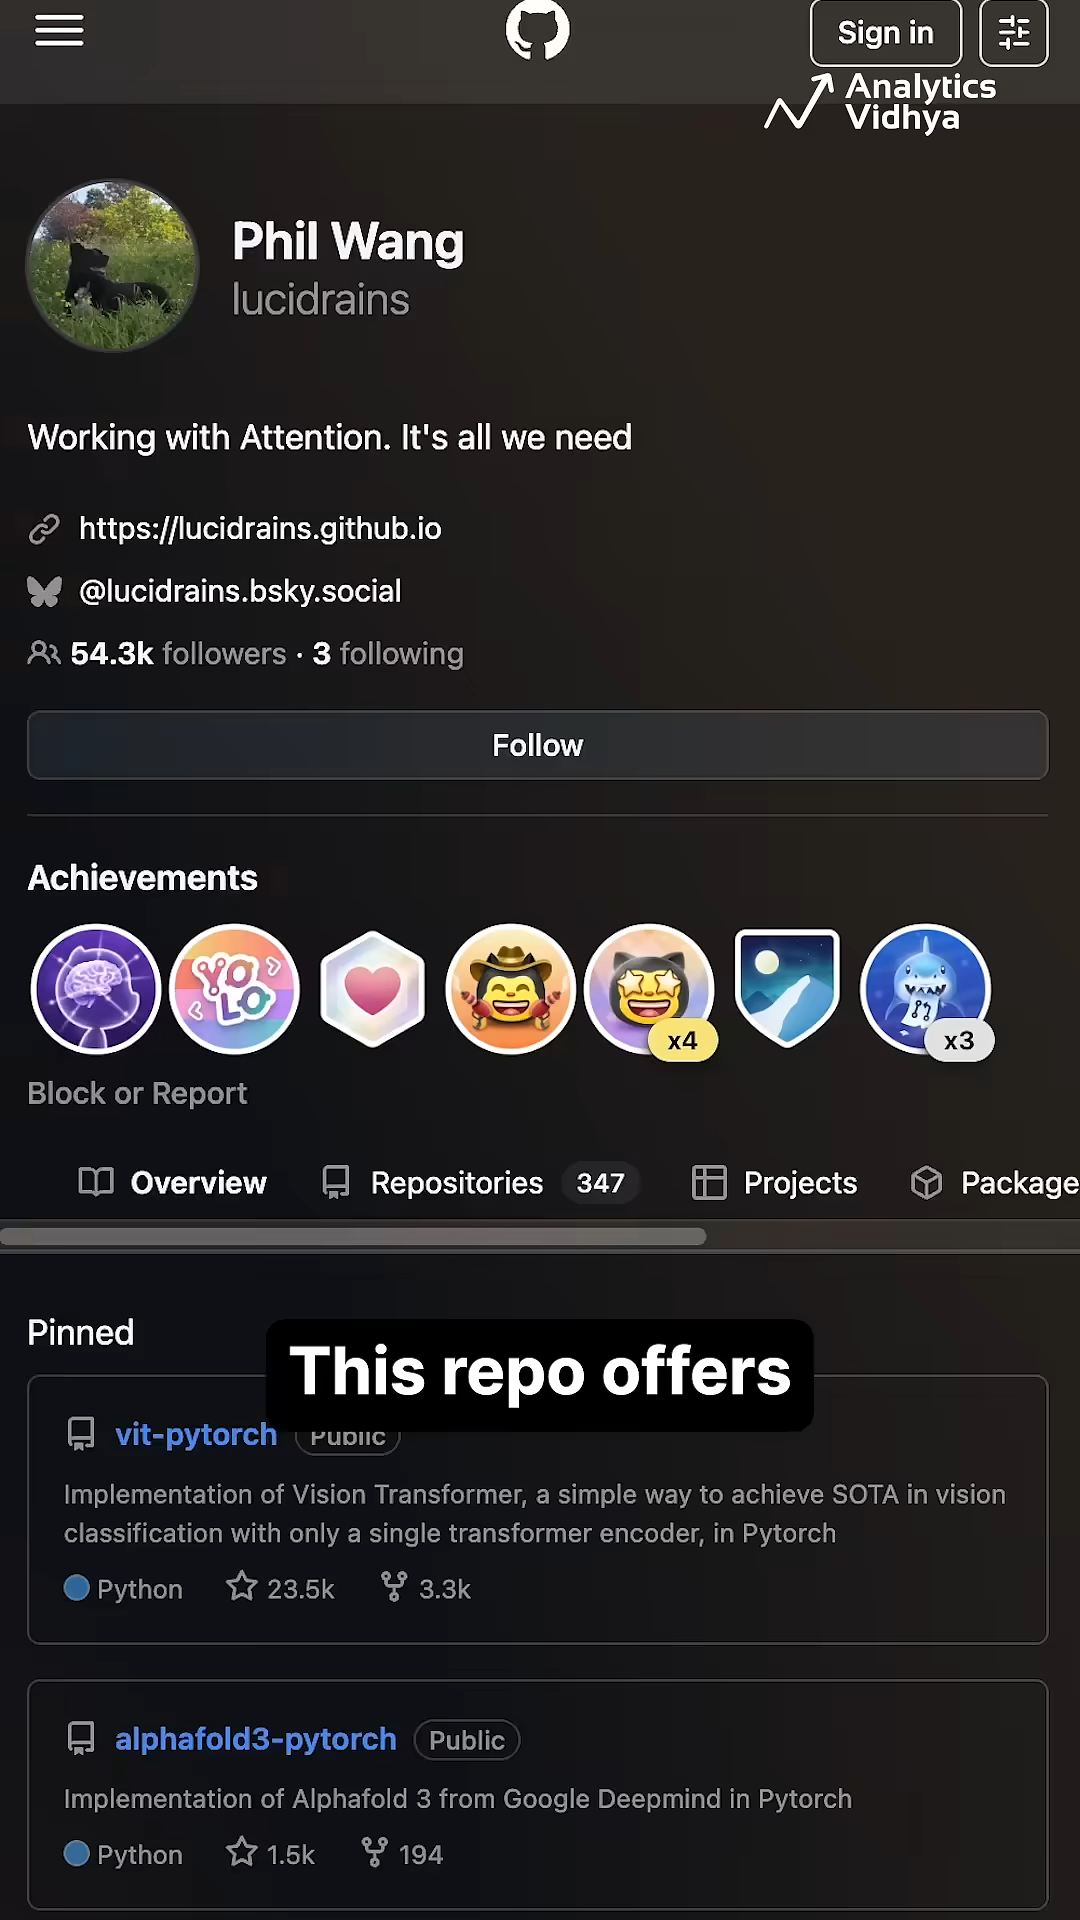 Sign in
Analytics
Vidhya
Phil Wang
lucidrains
Working with Attention. It's all we need
https://lucidrains.github.io
@lucidrains.bsky.social
54.3k followers · 3 following
Follow
Achievements
YOLO
x4
x3
Block or Report
Overview Repositories 347 Projects Package
Pinned
This repo offers
vit-pytorch Public
Implementation of Vision Transformer, a simple way to achieve SOTA in vision
classification with only a single transformer encoder, in Pytorch
Python 23.5k 3.3k
alphafold3-pytorch Public
Implementation of Alphafold 3 from Google Deepmind in Pytorch
Python 1.5k 194